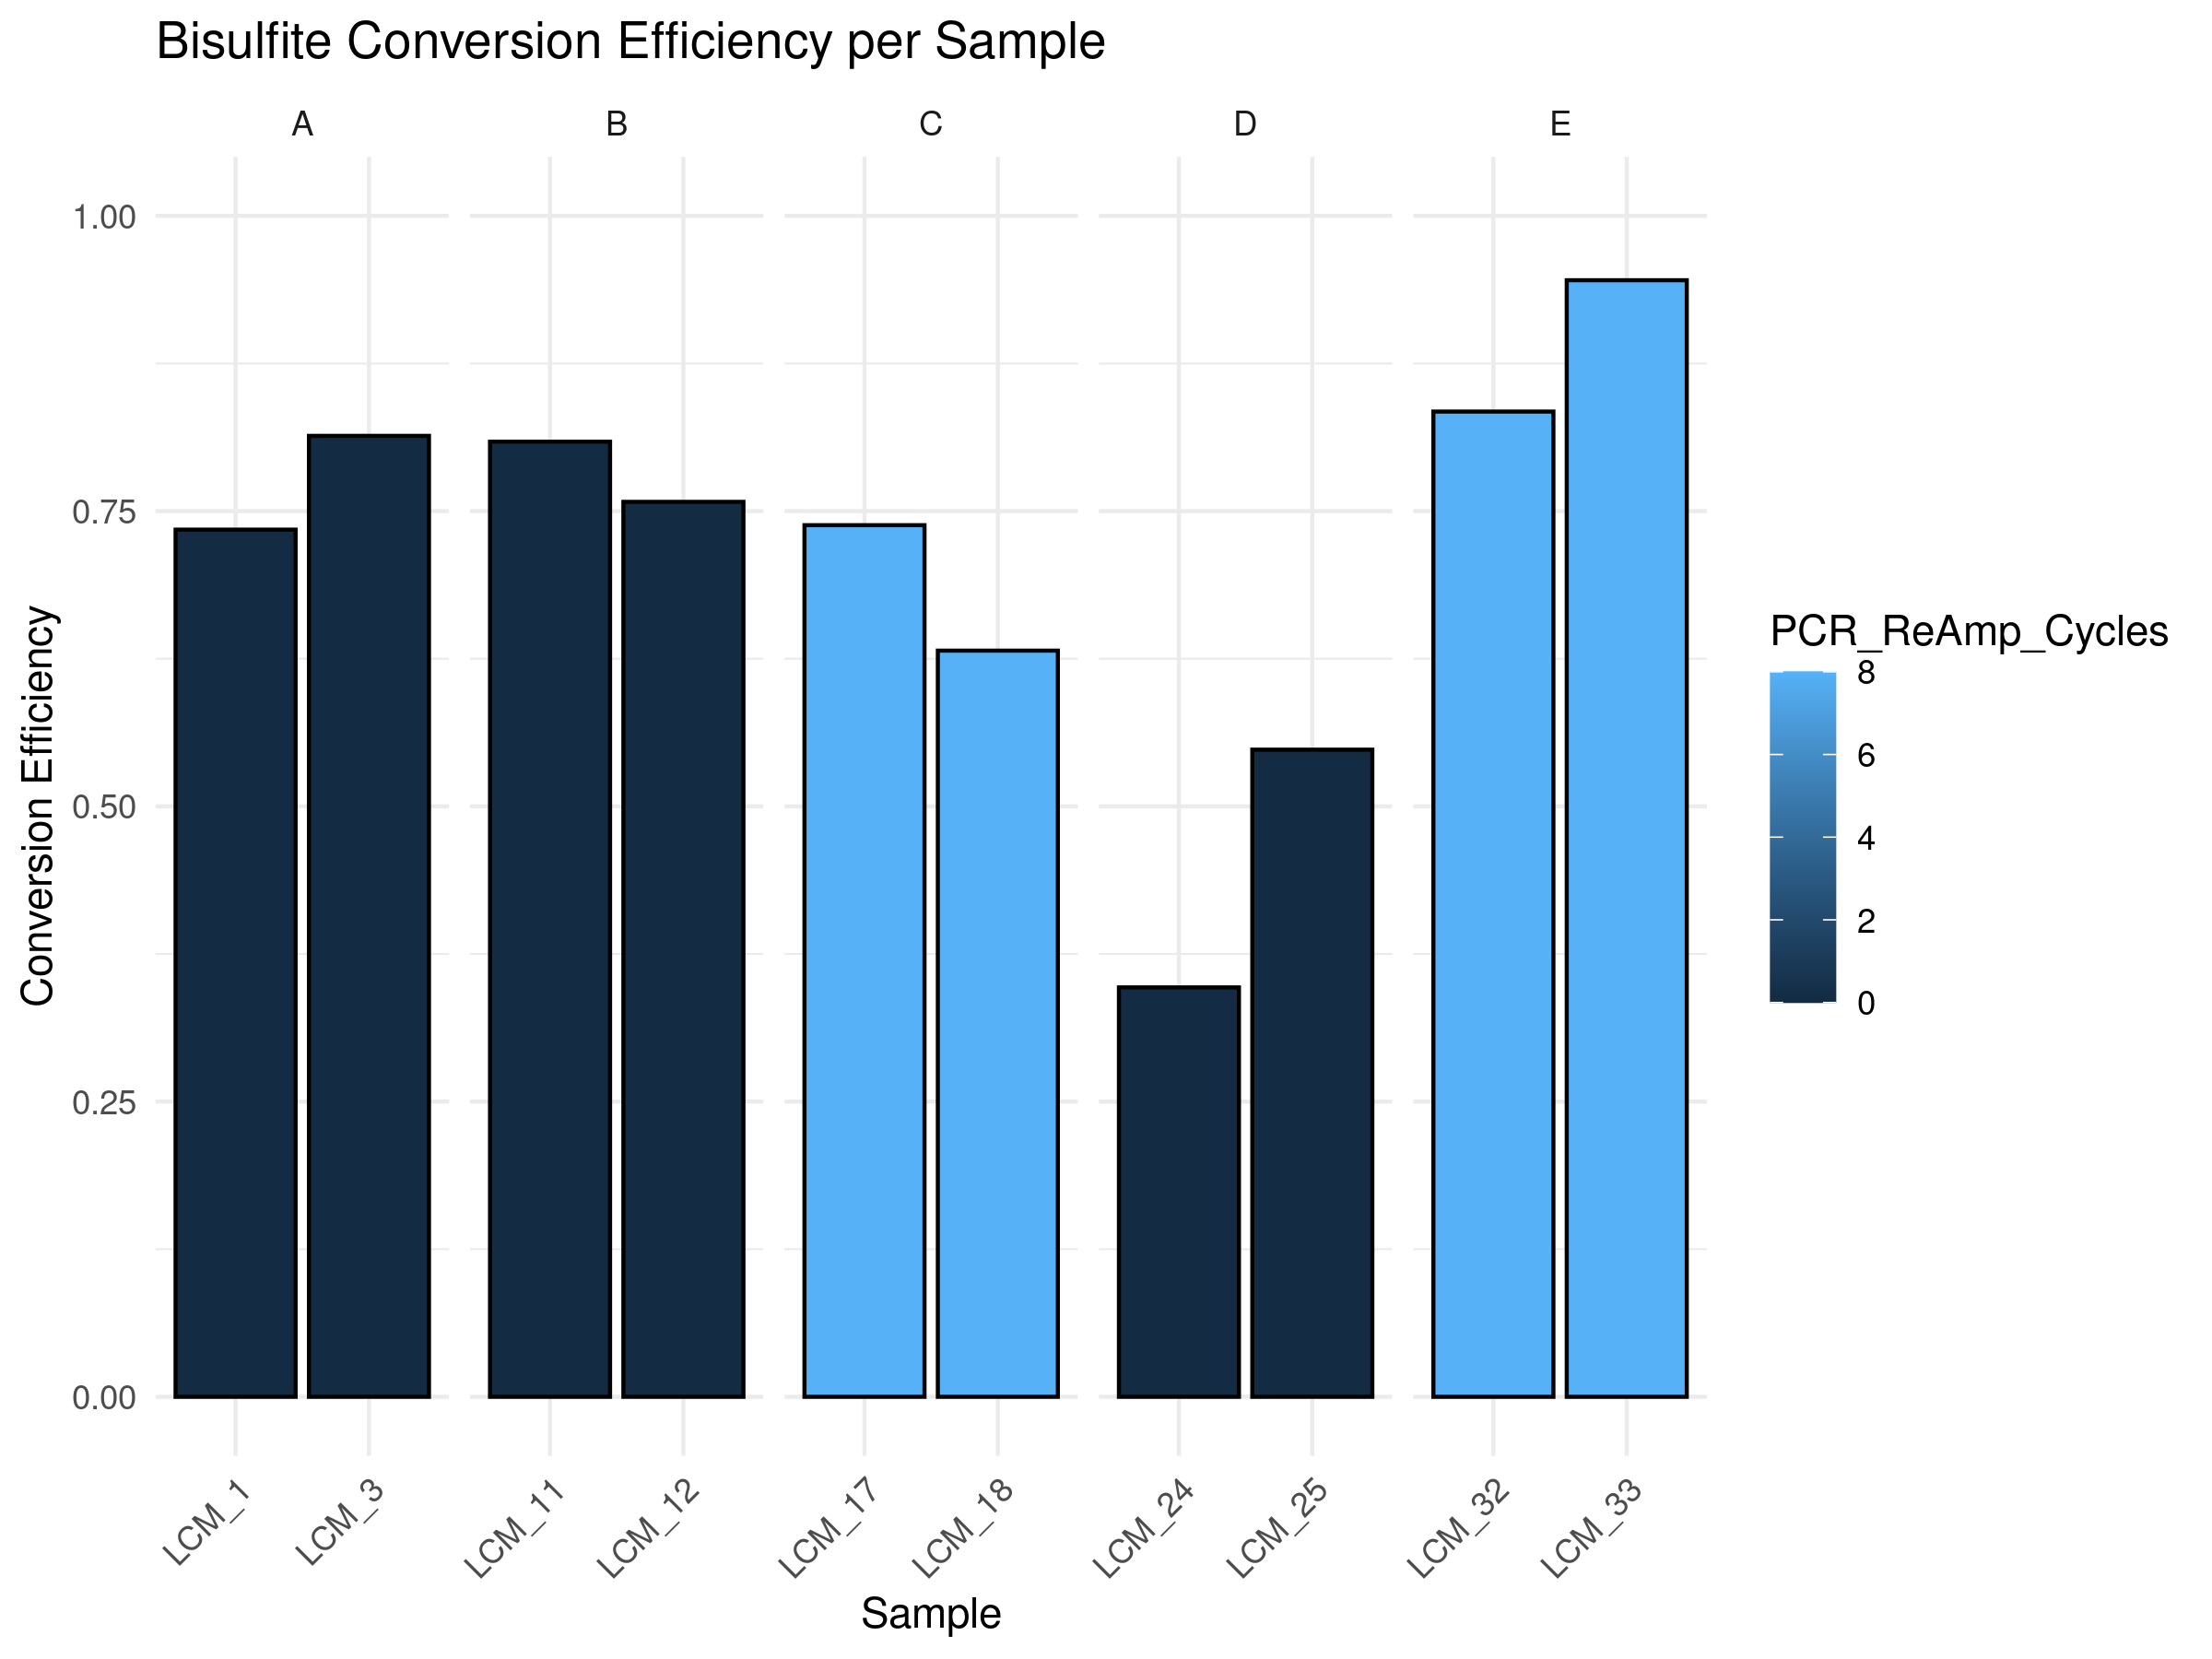 Bisulfite Conversion Efficiency per Sample
A B C D E
1.00
0.75
0.50
0.25
0.00
Conversion Efficiency
LCM_1 LCM_3 LCM_11 LCM_12 LCM_17 LCM_18 LCM_24 LCM_25 LCM_32 LCM_33
Sample
PCR_ReAmp_Cycles
8
6
4
2
0